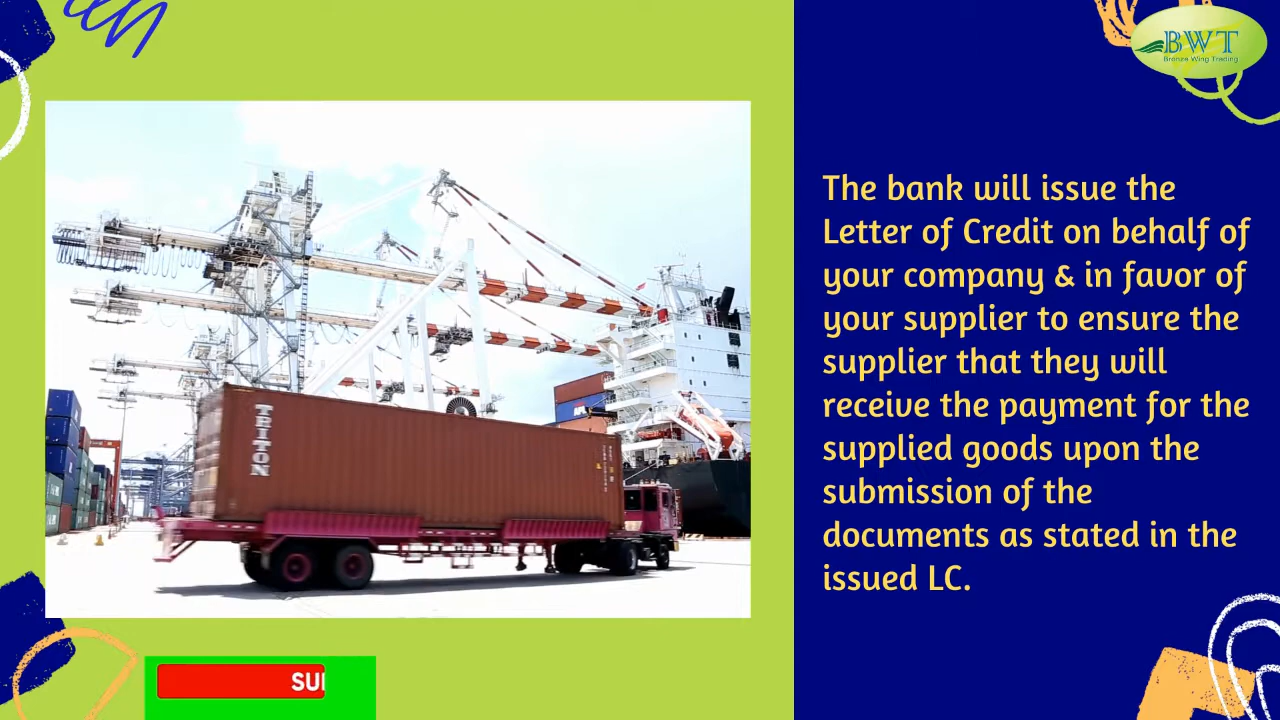 BWT
Bronze Wing Trading
The bank will issue the
Letter of Credit on behalf of
your company & in favor of
your supplier to ensure the
supplier that they will
receive the payment for the
supplied goods upon the
submission of the
documents as stated in the
issued LC.
TRITON
SU